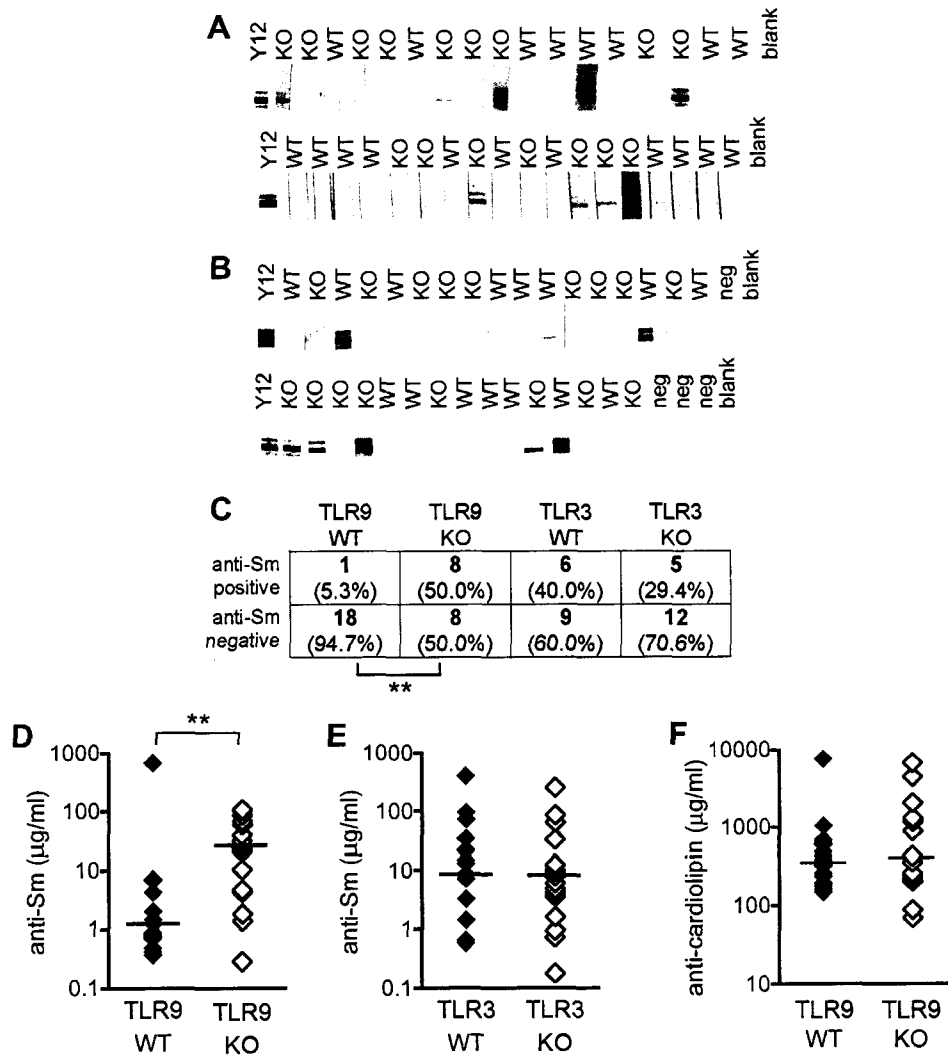 A
Y12 KO KO WT KO KO WT KO KO WT WT WT WT KO KO WT WT blank
Y12 WT WT WT WT KO KO WT KO WT WT KO KO KO WT WT WT WT blank
B
Y12 WT KO WT KO WT KO KO KO WT WT KO KO KO WT KO WT neg blank
Y12 KO KO KO KO WT WT KO WT WT WT KO WT KO WT KO neg neg neg blank
C
TLR9 WT TLR9 KO TLR3 WT TLR3 KO
anti-Sm positive 1 (5.3%) 8 (50.0%) 6 (40.0%) 5 (29.4%)
anti-Sm negative 18 (94.7%) 8 (50.0%) 9 (60.0%) 12 (70.6%)
**
D
**
anti-Sm (µg/ml)
1000
100
10
1
0.1
TLR9 WT TLR9 KO
E
anti-Sm (µg/ml)
1000
100
10
1
0.1
TLR3 WT TLR3 KO
F
anti-cardiolipin (µg/ml)
10000
1000
100
10
TLR9 WT TLR9 KO